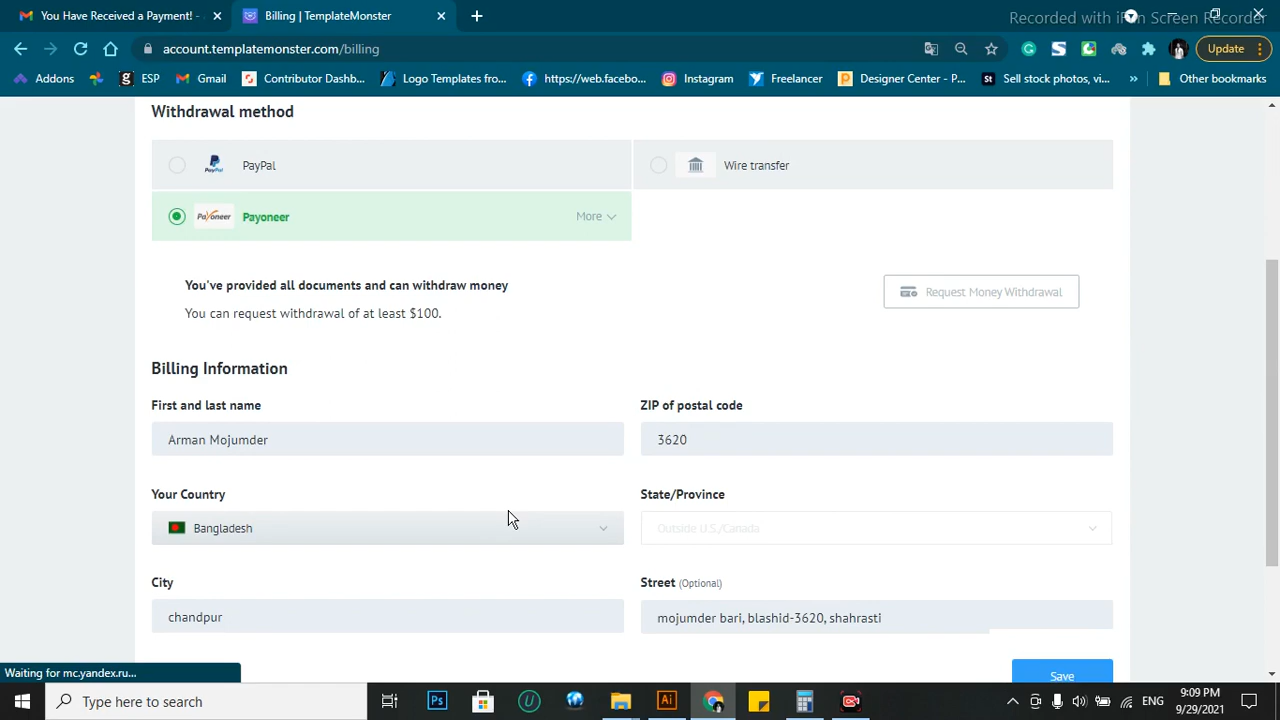 You Have Received a Payment! -
Billing | TemplateMonster
Recorded with iFun Screen Recorder
account.templatemonster.com/billing
Update
Addons
ESP
Gmail
Contributor Dashb...
Logo Templates fro...
https://web.facebo...
Instagram
Freelancer
Designer Center - P...
Sell stock photos, vi...
Other bookmarks
Withdrawal method
PayPal
PayPal
Wire transfer
Payoneer
Payoneer
More
You've provided all documents and can withdraw money
You can request withdrawal of at least $100.
Request Money Withdrawal
Billing Information
First and last name
ZIP of postal code
Arman Mojumder
3620
Your Country
State/Province
Bangladesh
Outside U.S./Canada
City
Street (Optional)
chandpur
mojumder bari, blashid-3620, shahrasti
Save
Waiting for mc.yandex.ru...
Type here to search
ENG
9:09 PM
9/29/2021